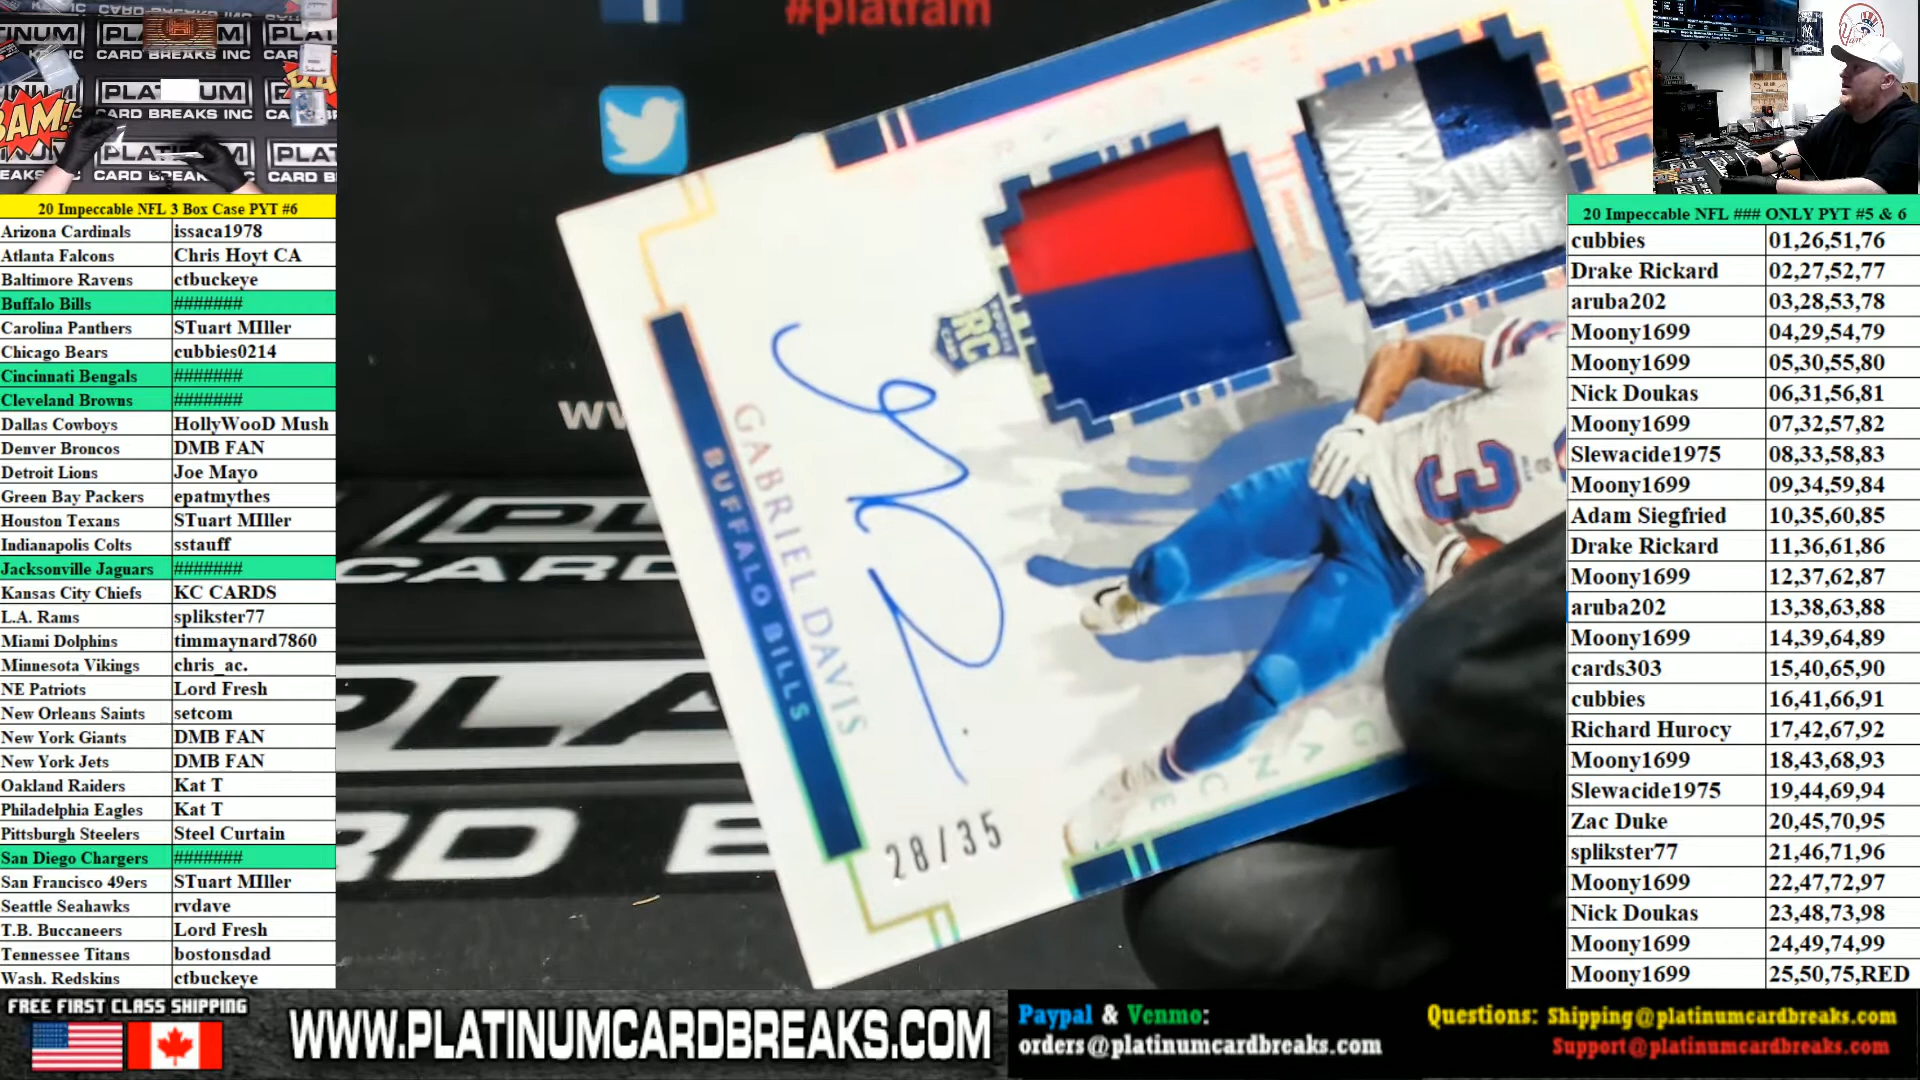 #platfam
20 Impeccable NFL 3 Box Case PYT #6
Arizona Cardinals issaca1978
Atlanta Falcons Chris Hoyt CA
Baltimore Ravens ctbuckeye
Buffalo Bills #######
Carolina Panthers STuart MIller
Chicago Bears cubbies0214
Cincinnati Bengals #######
Cleveland Browns #######
Dallas Cowboys HollyWooD Mush
Denver Broncos DMB FAN
Detroit Lions Joe Mayo
Green Bay Packers epatmythes
Houston Texans STuart MIller
Indianapolis Colts sstauff
Jacksonville Jaguars #######
Kansas City Chiefs KC CARDS
L.A. Rams splikster77
Miami Dolphins timmaynard7860
Minnesota Vikings chris_ac.
NE Patriots Lord Fresh
New Orleans Saints setcom
New York Giants DMB FAN
New York Jets DMB FAN
Oakland Raiders Kat T
Philadelphia Eagles Kat T
Pittsburgh Steelers Steel Curtain
San Diego Chargers #######
San Francisco 49ers STuart MIller
Seattle Seahawks rvdave
T.B. Buccaneers Lord Fresh
Tennessee Titans bostonsdad
Wash. Redskins ctbuckeye
PLATINUM
CARD BREAKS INC
BAM!
RC
GABRIEL DAVIS
BUFFALO BILLS
28/35
3
20 Impeccable NFL ### ONLY PYT #5 & 6
cubbies 01,26,51,76
Drake Rickard 02,27,52,77
aruba202 03,28,53,78
Moony1699 04,29,54,79
Moony1699 05,30,55,80
Nick Doukas 06,31,56,81
Moony1699 07,32,57,82
Slewacide1975 08,33,58,83
Moony1699 09,34,59,84
Adam Siegfried 10,35,60,85
Drake Rickard 11,36,61,86
Moony1699 12,37,62,87
aruba202 13,38,63,88
Moony1699 14,39,64,89
cards303 15,40,65,90
cubbies 16,41,66,91
Richard Hurocy 17,42,67,92
Moony1699 18,43,68,93
Slewacide1975 19,44,69,94
Zac Duke 20,45,70,95
splikster77 21,46,71,96
Moony1699 22,47,72,97
Nick Doukas 23,48,73,98
Moony1699 24,49,74,99
Moony1699 25,50,75,RED
FREE FIRST CLASS SHIPPING
WWW.PLATINUMCARDBREAKS.COM
Paypal & Venmo:
orders@platinumcardbreaks.com
Questions: Shipping@platinumcardbreaks.com
Support@platinumcardbreaks.com